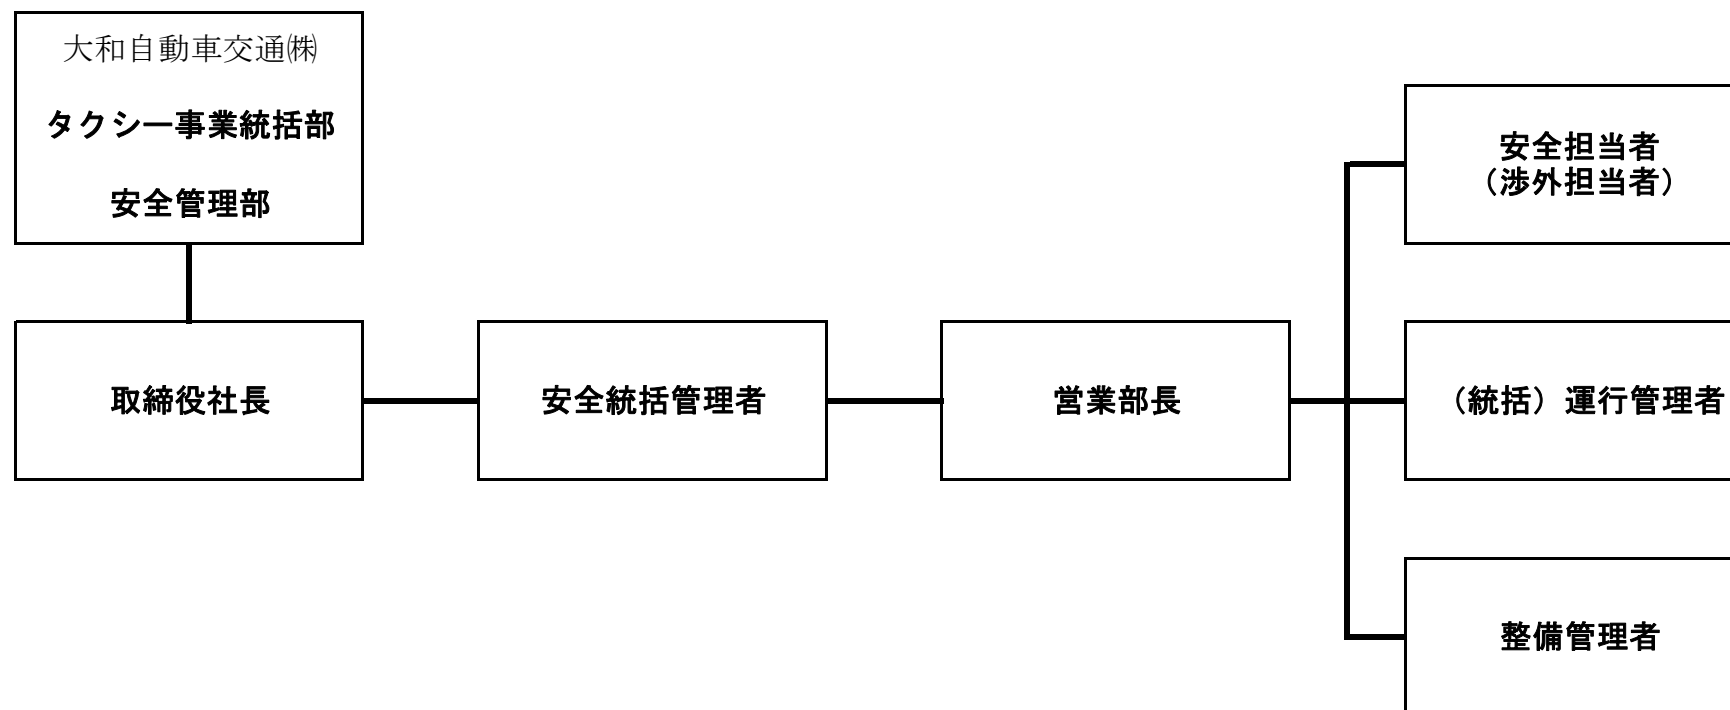 大和自動車交通㈱
タクシー事業統括部
安全管理部
取締役社長
安全統括管理者
営業部長
安全担当者
（渉外担当者）
（統括）運行管理者
整備管理者